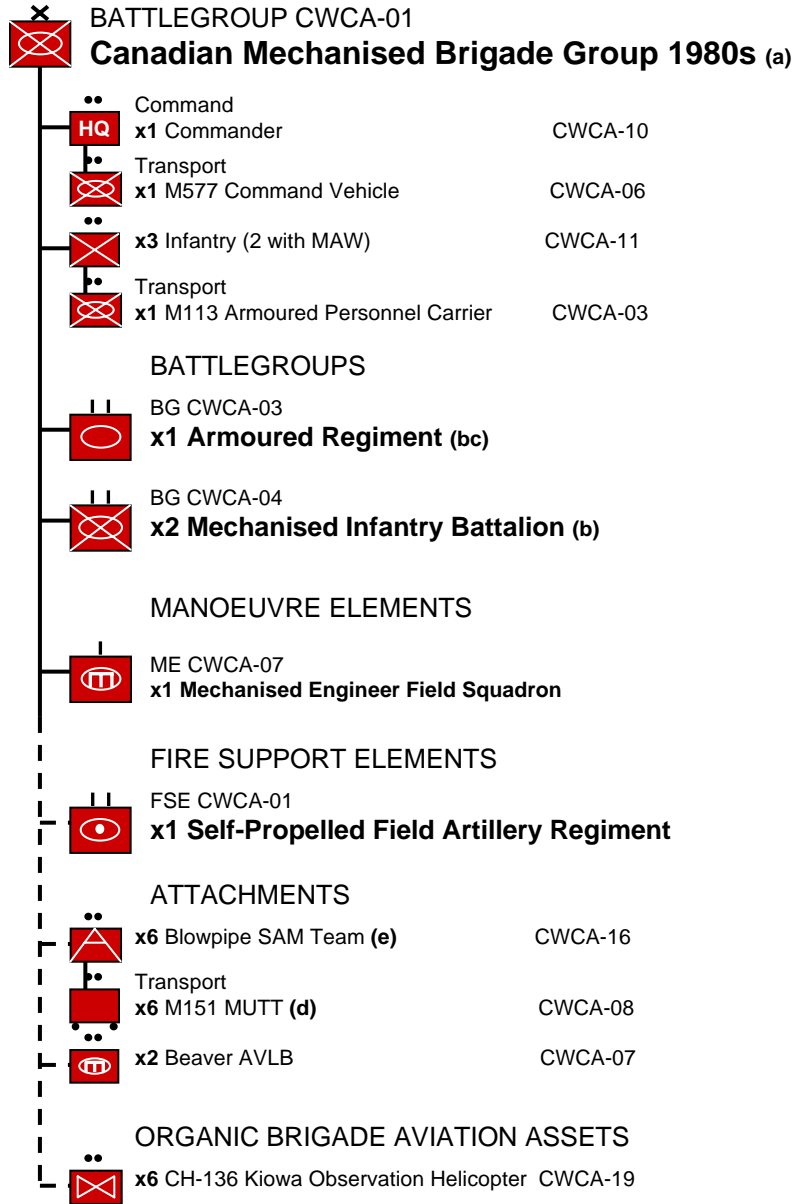 BATTLEGROUP CWCA-01
Canadian Mechanised Brigade Group 1980s (a)
Command
HQ x1 Commander CWCA-10
Transport
x1 M577 Command Vehicle CWCA-06
x3 Infantry (2 with MAW) CWCA-11
Transport
x1 M113 Armoured Personnel Carrier CWCA-03
BATTLEGROUPS
BG CWCA-03
x1 Armoured Regiment (bc)
BG CWCA-04
x2 Mechanised Infantry Battalion (b)
MANOEUVRE ELEMENTS
ME CWCA-07
x1 Mechanised Engineer Field Squadron
FIRE SUPPORT ELEMENTS
FSE CWCA-01
x1 Self-Propelled Field Artillery Regiment
ATTACHMENTS
x6 Blowpipe SAM Team (e) CWCA-16
Transport
x6 M151 MUTT (d) CWCA-08
x2 Beaver AVLB CWCA-07
ORGANIC BRIGADE AVIATION ASSETS
x6 CH-136 Kiowa Observation Helicopter CWCA-19